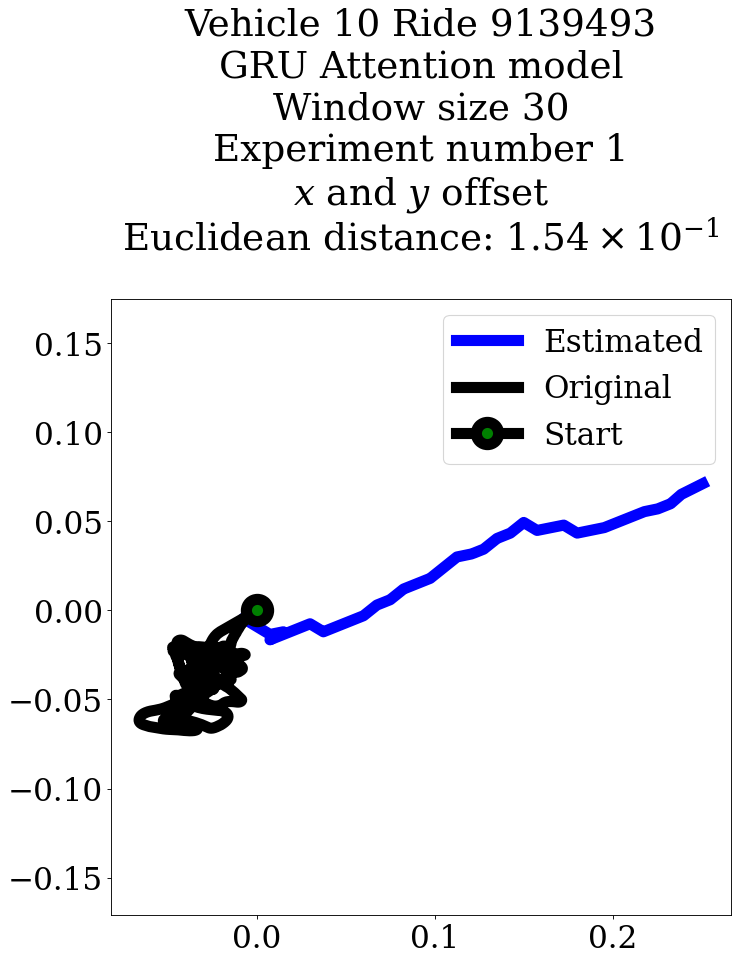 Vehicle 10 Ride 9139493
GRU Attention model
Window size 30
Experiment number 1
x and y offset
Euclidean distance: 1.54 × 10⁻¹
Estimated
Original
Start
0.15
0.10
0.05
0.00
−0.05
−0.10
−0.15
0.0 0.1 0.2